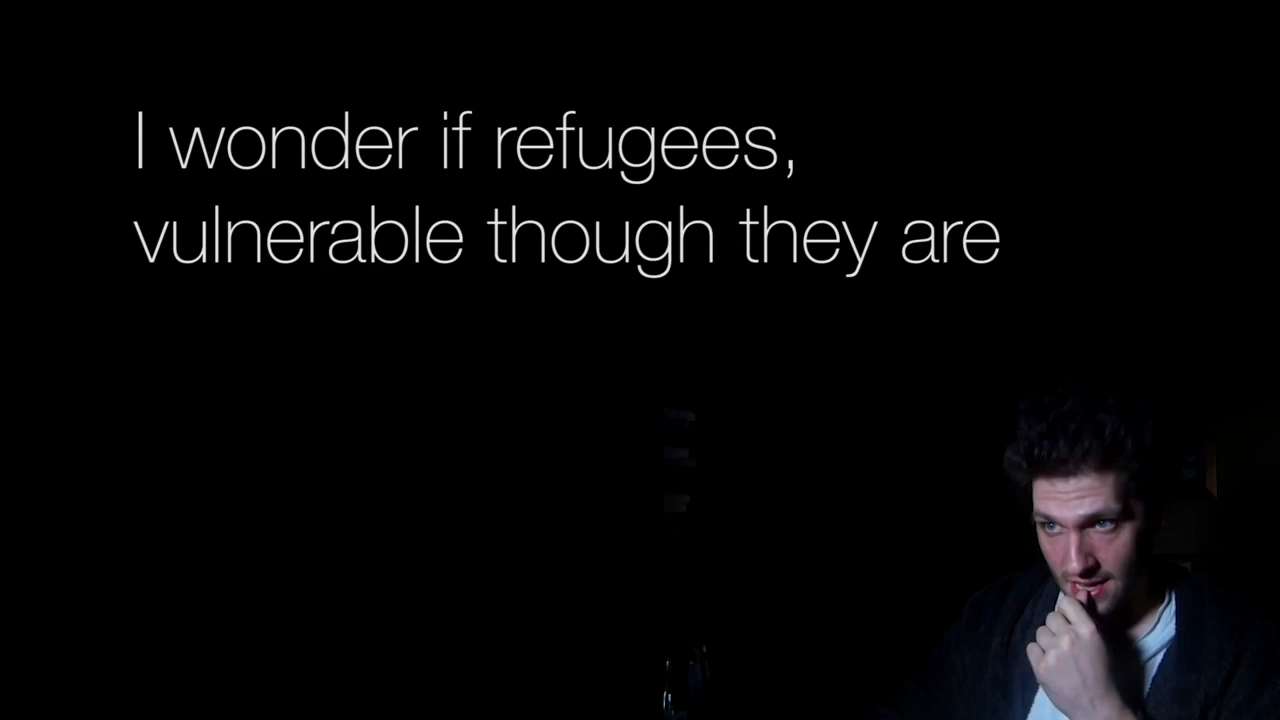 I wonder if refugees,
vulnerable though they are